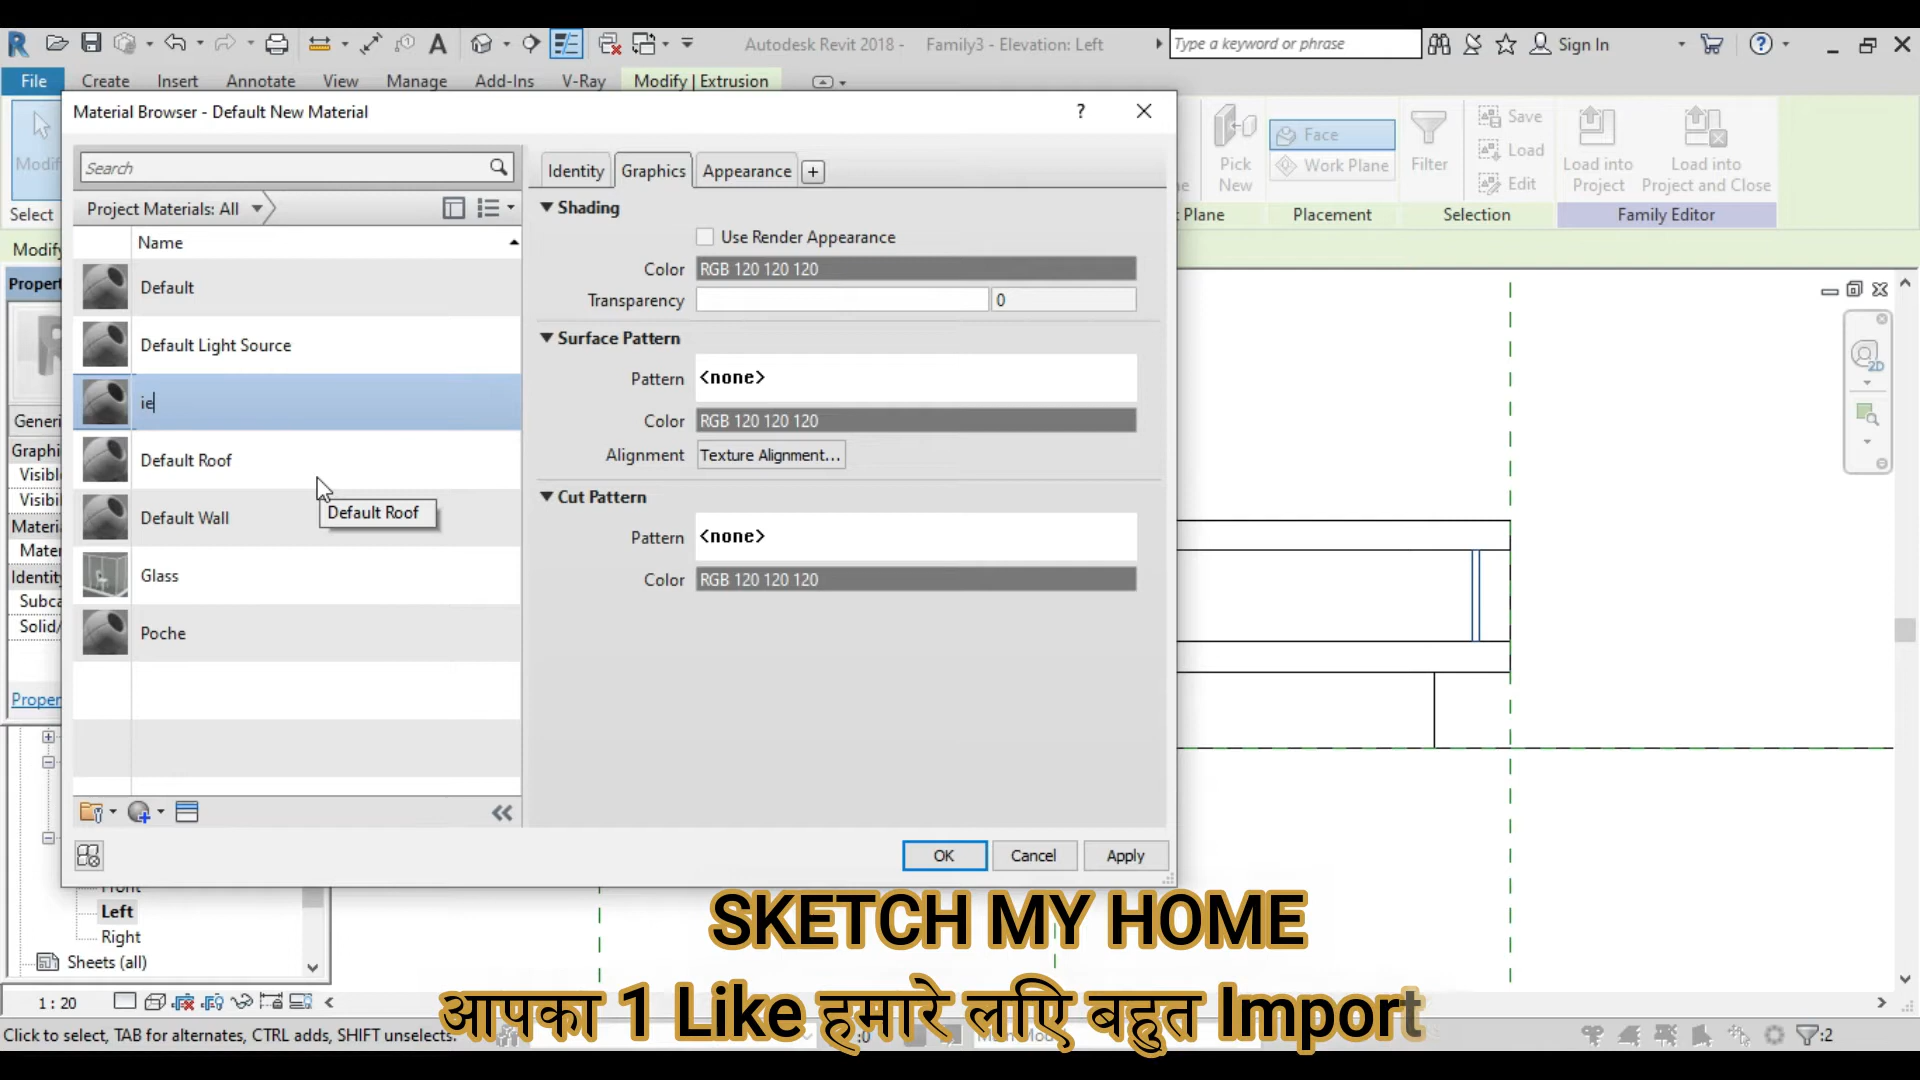 Autodesk Revit 2018 - Family3 - Elevation: Left
Type a keyword or phrase
Sign In
File Create Insert Annotate View Manage Add-Ins V-Ray Modify | Extrusion
Material Browser - Default New Material
Search
Project Materials: All
Name
Default
Default Light Source
ie
Default Roof
Default Roof
Default Wall
Glass
Poche
Identity Graphics Appearance
Shading
Use Render Appearance
Color RGB 120 120 120
Transparency 0
Surface Pattern
Pattern <none>
Color RGB 120 120 120
Alignment Texture Alignment...
Cut Pattern
Pattern <none>
Color RGB 120 120 120
OK Cancel Apply
Select
Pick New
Face
Work Plane
Filter
Save
Load
Edit
Load into Project
Load into Project and Close
Plane Placement Selection Family Editor
2D
Left
Right
Sheets (all)
1 : 20
Click to select, TAB for alternates, CTRL adds, SHIFT unselects.
:0
:2
SKETCH MY HOME
आपका 1 Like हमारे लिए बहुत Import